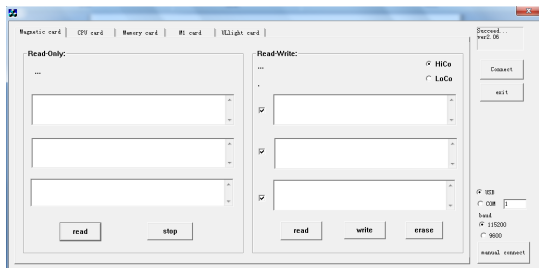 Magnetic card
CPU card
Memory card
M1 card
ULlight card
Succeed...
ver2.06
Read-Only:
...
read
stop
Read-Write:
...
.
HiCo
LoCo
read
write
erase
Connect
exit
USB
COM 1
baud
115200
9600
manual connect